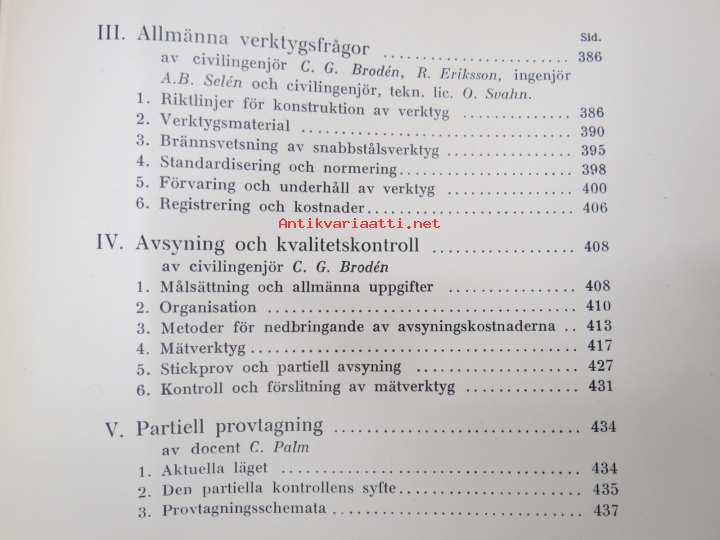 Sid.
III. Allmänna verktygsfrågor ........................ 386
av civilingenjör C. G. Brodén, R. Eriksson, ingenjör
A.B. Selén och civilingenjör, tekn. lic. O. Svahn.
1. Riktlinjer för konstruktion av verktyg .............. 386
2. Verktygsmaterial .................................... 390
3. Brännsvetsning av snabbstålsverktyg ................ 395
4. Standardisering och normering....................... 398
5. Förvaring och underhåll av verktyg ................ 400
6. Registrering och kostnader........................... 406
Antikvariaatti.net
IV. Avsyning och kvalitetskontroll .................. 408
av civilingenjör C. G. Brodén
1. Målsättning och allmänna uppgifter ................ 408
2. Organisation ........................................ 410
3. Metoder för nedbringande av avsyningskostnaderna .. 413
4. Mätverktyg .......................................... 417
5. Stickprov och partiell avsyning .................... 427
6. Kontroll och förslitning av mätverktyg .............. 431
V. Partiell provtagning ............................... 434
av docent C. Palm
1. Aktuella läget ...................................... 434
2. Den partiella kontrollens syfte...................... 435
3. Provtagningsschemata ................................ 437